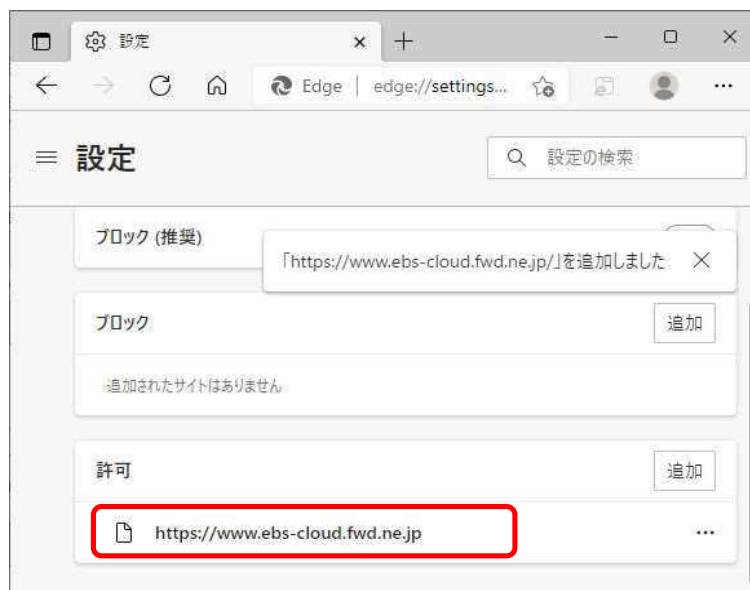 設定
Edge | edge://settings...
設定
設定の検索
ブロック (推奨)
「https://www.ebs-cloud.fwd.ne.jp/」を追加しました
ブロック
追加
追加されたサイトはありません
許可
追加
https://www.ebs-cloud.fwd.ne.jp